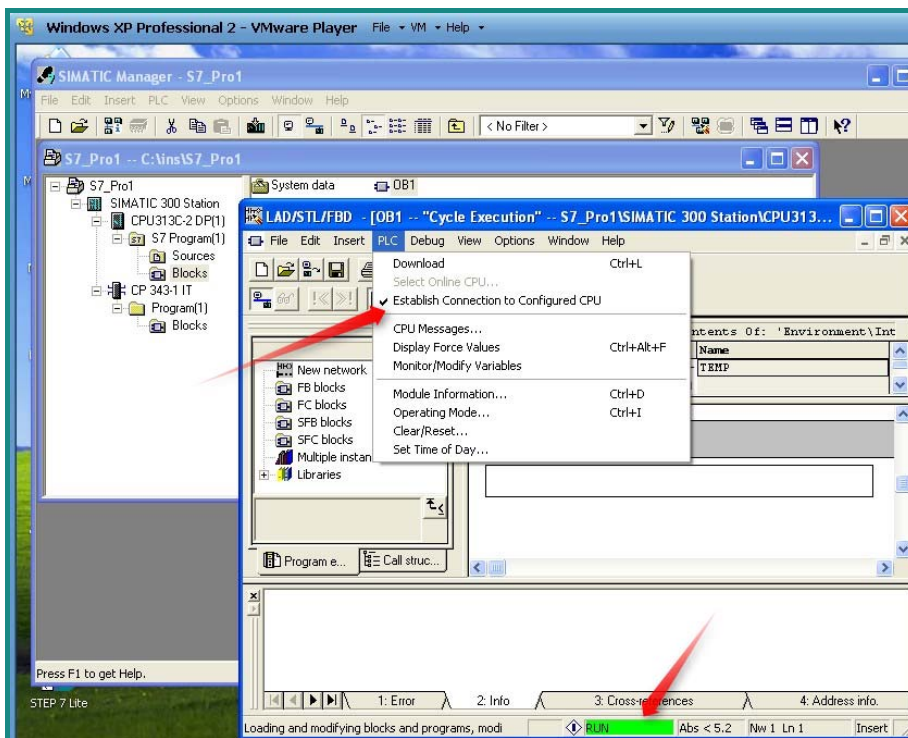 Windows XP Professional 2 - VMware Player File VM Help
SIMATIC Manager - S7_Pro1
File Edit Insert PLC View Options Window Help
< No Filter >
S7_Pro1 -- C:\ins\S7_Pro1
S7_Pro1
SIMATIC 300 Station
CPU313C-2 DP(1)
S7 Program(1)
Sources
Blocks
CP 343-1 IT
Program(1)
Blocks
System data OB1
LAD/STL/FBD - [OB1 -- "Cycle Execution" -- S7_Pro1\SIMATIC 300 Station\CPU313...
File Edit Insert PLC Debug View Options Window Help
Download Ctrl+L
Select Online CPU...
Establish Connection to Configured CPU
CPU Messages...
Display Force Values Ctrl+Alt+F
Monitor/Modify Variables
Module Information... Ctrl+D
Operating Mode... Ctrl+I
Clear/Reset...
Set Time of Day...
ntents Of: 'Environment\Int
Name
TEMP
New network
FB blocks
FC blocks
SFB blocks
SFC blocks
Multiple instan
Libraries
Program e... Call struc...
1: Error 2: Info 3: Cross-references 4: Address info.
Press F1 to get Help.
Loading and modifying blocks and programs, modi RUN Abs < 5.2 Nw 1 Ln 1 Insert
STEP 7 Lite